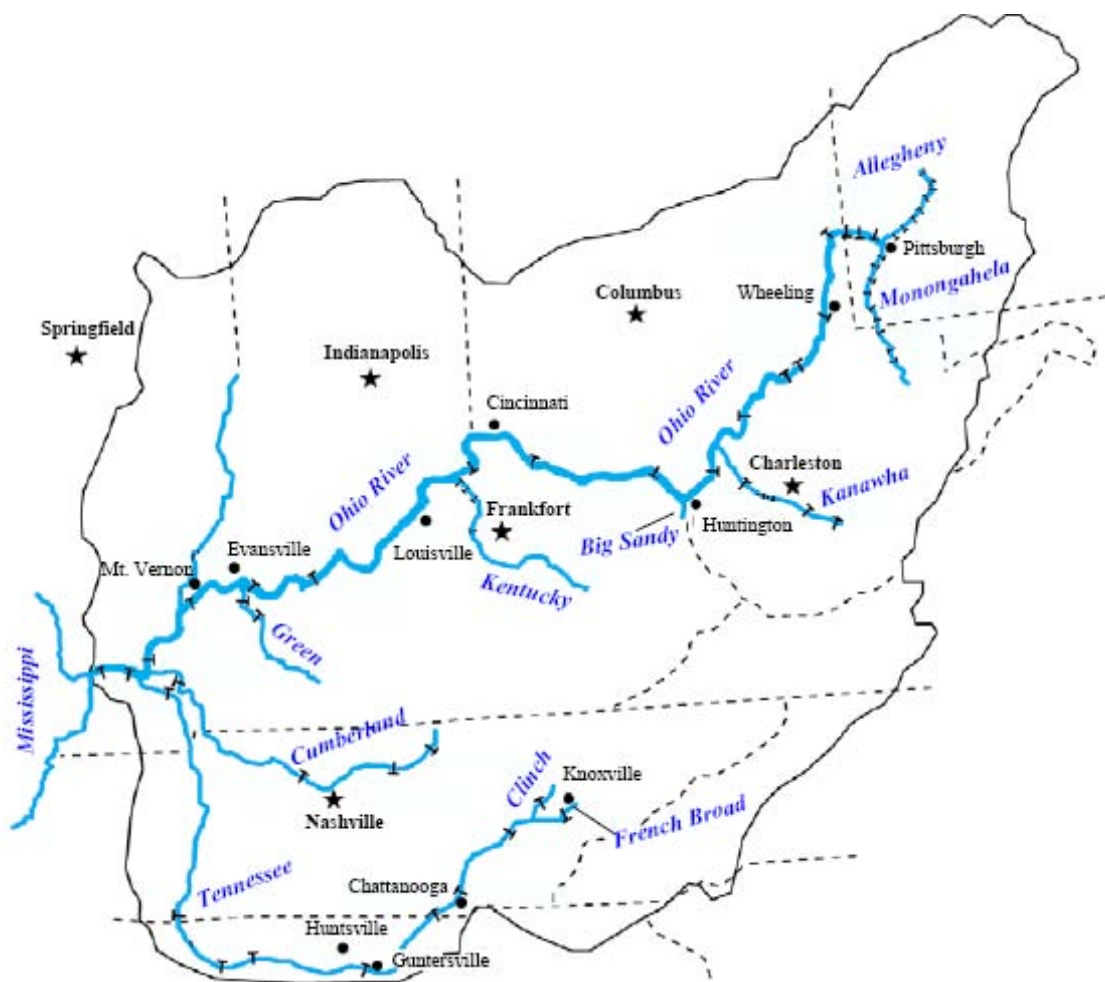 Allegheny
Pittsburgh
Monongahela
Wheeling
Columbus
Springfield
Indianapolis
Cincinnati
Ohio River
Charleston
Kanawha
Ohio River
Frankfort
Huntington
Big Sandy
Louisville
Evansville
Mt. Vernon
Kentucky
Green
Mississippi
Cumberland
Clinch
Knoxville
Nashville
French Broad
Tennessee
Chattanooga
Huntsville
Guntersville